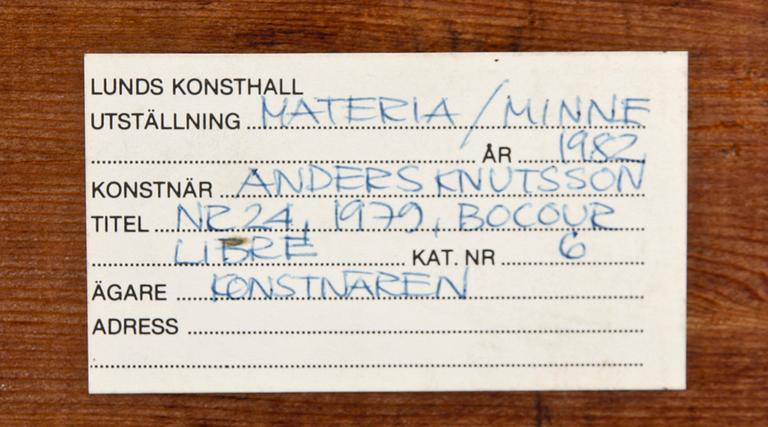 LUNDS KONSTHALL
UTSTÄLLNING MATERIA / MINNE
ÅR 1982
KONSTNÄR ANDERS KNUTSSON
TITEL NR 24, 1979, BOCOUR
LIBRE KAT. NR 6
ÄGARE KONSTNÄREN
ADRESS